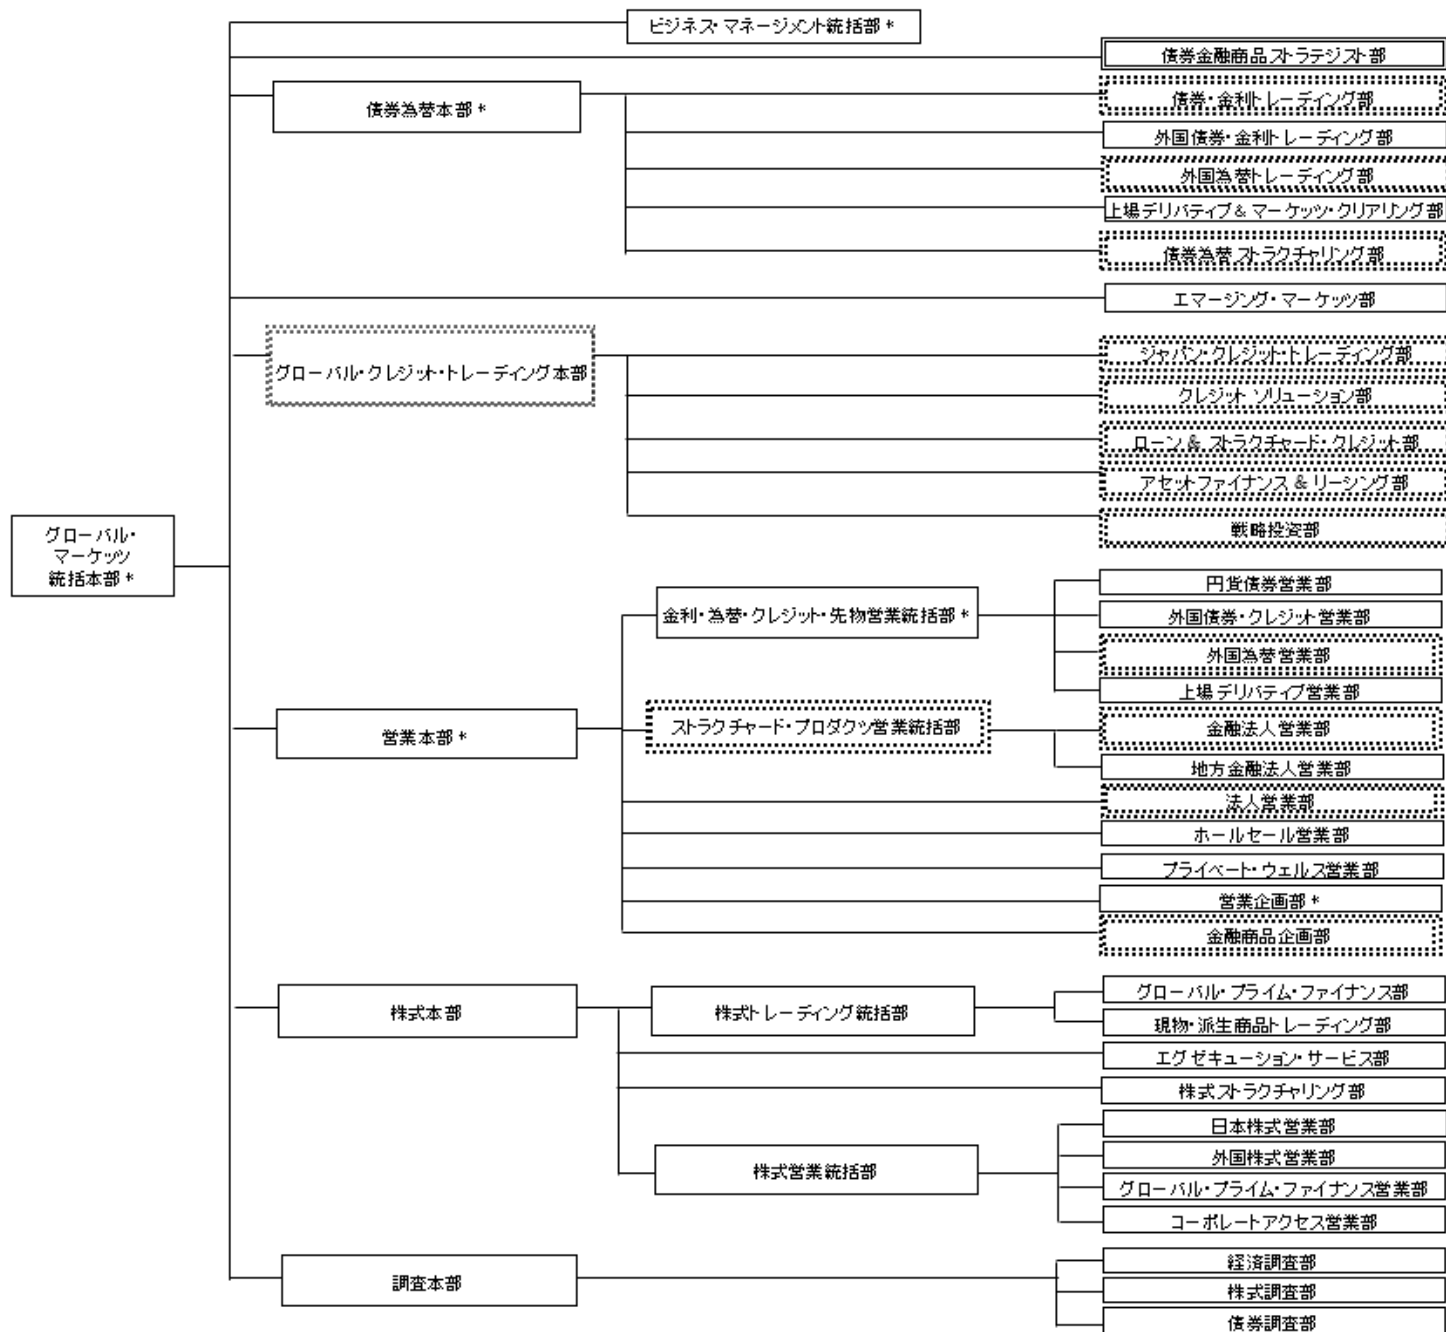 ビジネス・マネージメント統括部 *
債券金融商品ストラテジスト部
債券為替本部 *
債券・金利トレーディング部
外国債券・金利トレーディング部
外国為替トレーディング部
上場デリバティブ & マーケッツ・クリアリング部
債券為替ストラクチャリング部
エマージング・マーケッツ部
グローバル・クレジット・トレーディング本部
ジャパン・クレジット・トレーディング部
クレジット ソリューション部
ローン & ストラクチャード・クレジット部
アセットファイナンス & リーシング部
戦略投資部
グローバル・
マーケッツ
統括本部 *
金利・為替・クレジット・先物営業統括部 *
円貨債券営業部
外国債券・クレジット営業部
外国為替営業部
上場デリバティブ営業部
営業本部 *
ストラクチャード・プロダクツ営業統括部
金融法人営業部
地方金融法人営業部
法人営業部
ホールセール営業部
プライベート・ウェルス営業部
営業企画部 *
金融商品企画部
株式本部
株式トレーディング統括部
グローバル・プライム・ファイナンス部
現物・派生商品トレーディング部
エグゼキューション・サービス部
株式ストラクチャリング部
株式営業統括部
日本株式営業部
外国株式営業部
グローバル・プライム・ファイナンス営業部
コーポレートアクセス営業部
調査本部
経済調査部
株式調査部
債券調査部